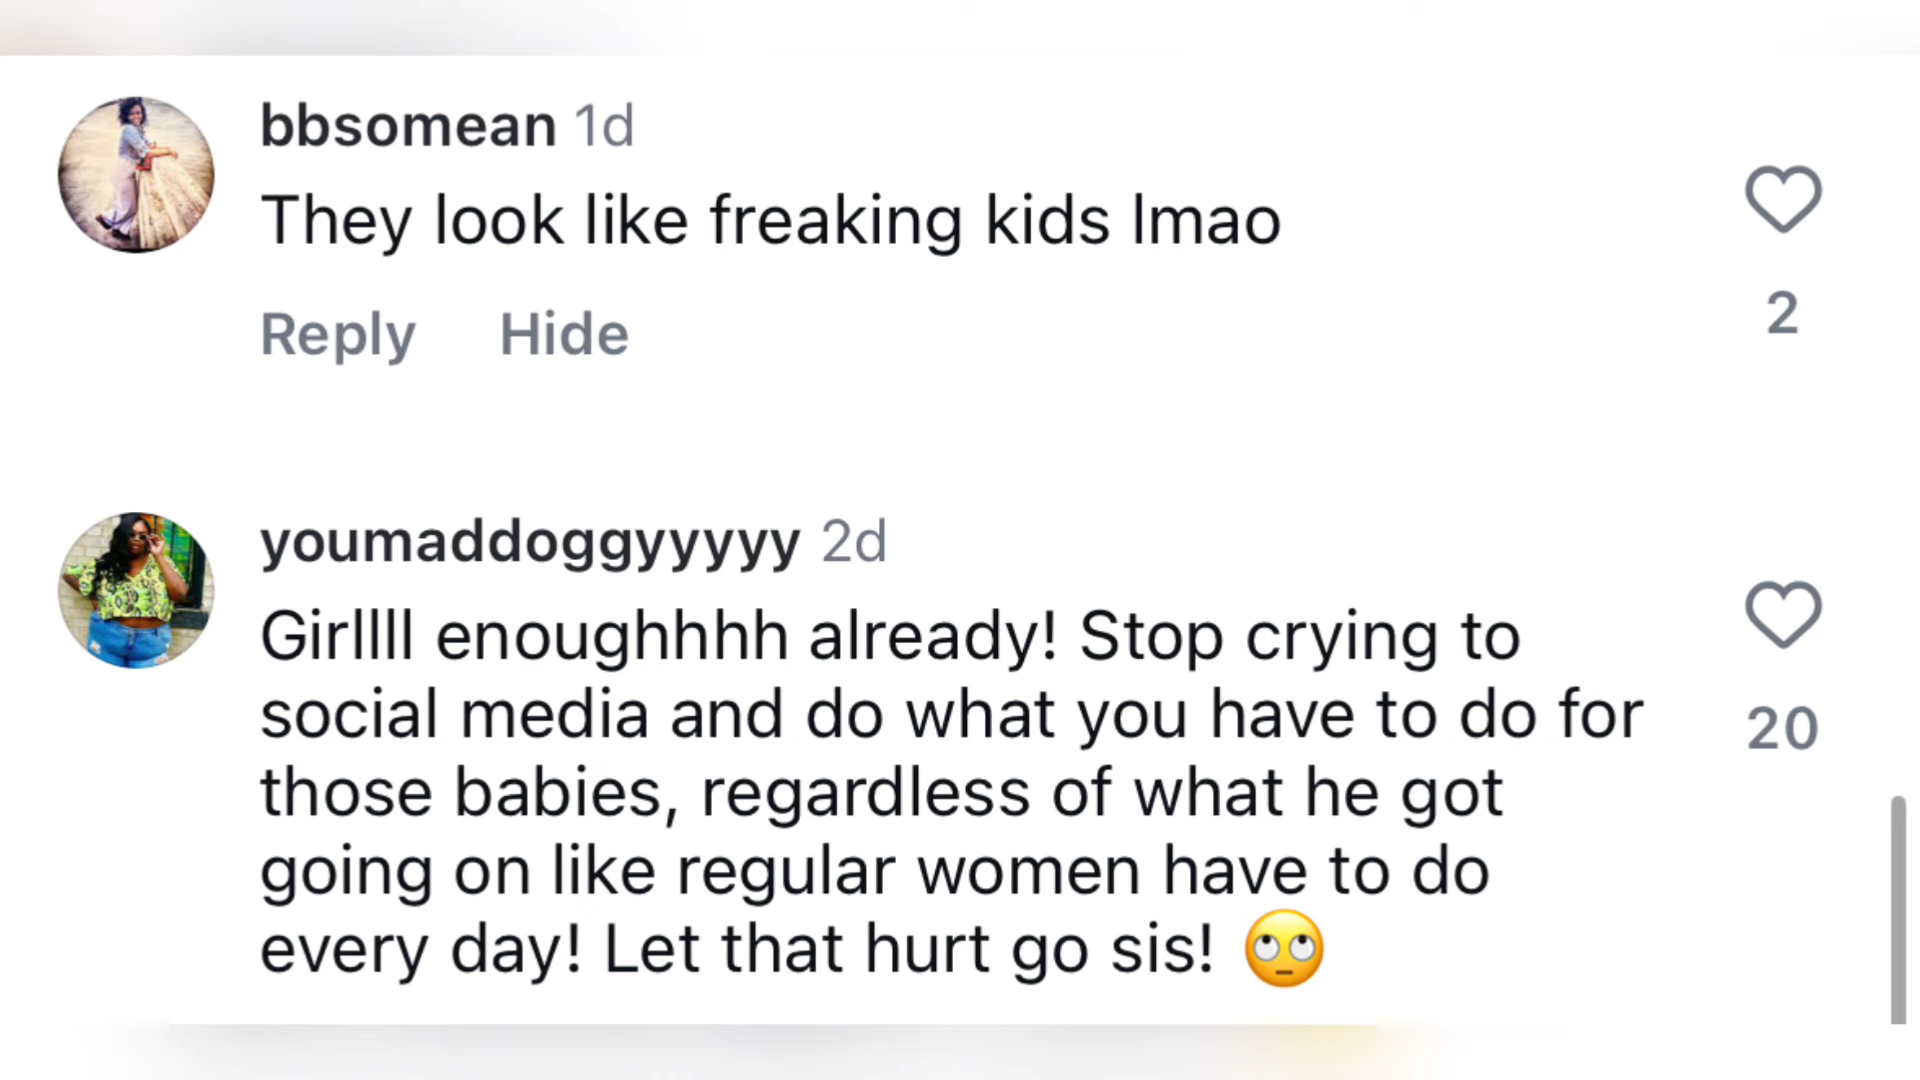 bbsomean 1d
They look like freaking kids lmao
2
Reply Hide
youmaddoggyyyyy 2d
Girllll enoughhhh already! Stop crying to
social media and do what you have to do for
20
those babies, regardless of what he got
going on like regular women have to do
every day! Let that hurt go sis! 🙄